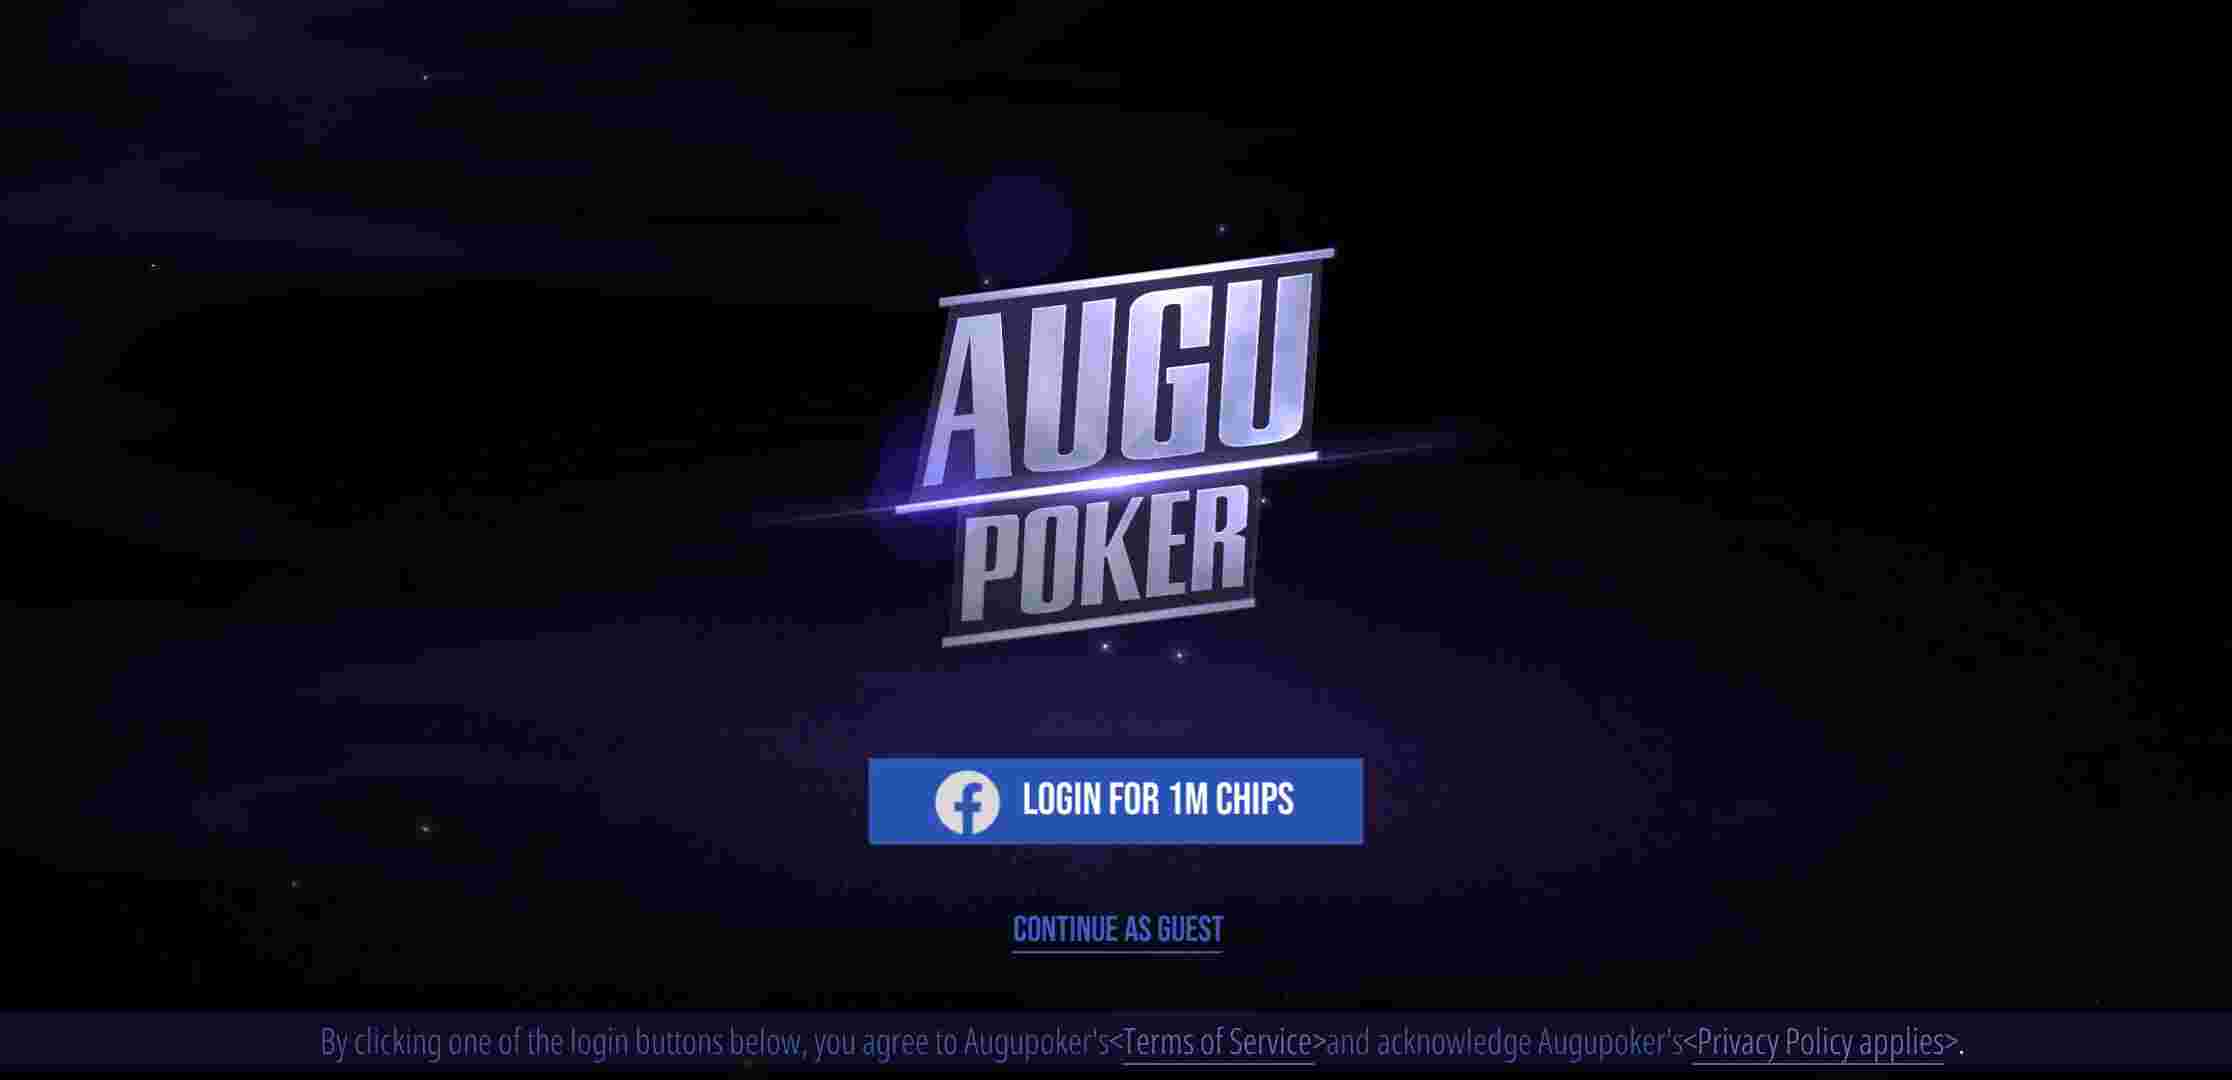 AUGU
POKER
LOGIN FOR 1M CHIPS
CONTINUE AS GUEST
By clicking one of the login buttons below, you agree to Augupoker's<Terms of Service>and acknowledge Augupoker's<Privacy Policy applies>.